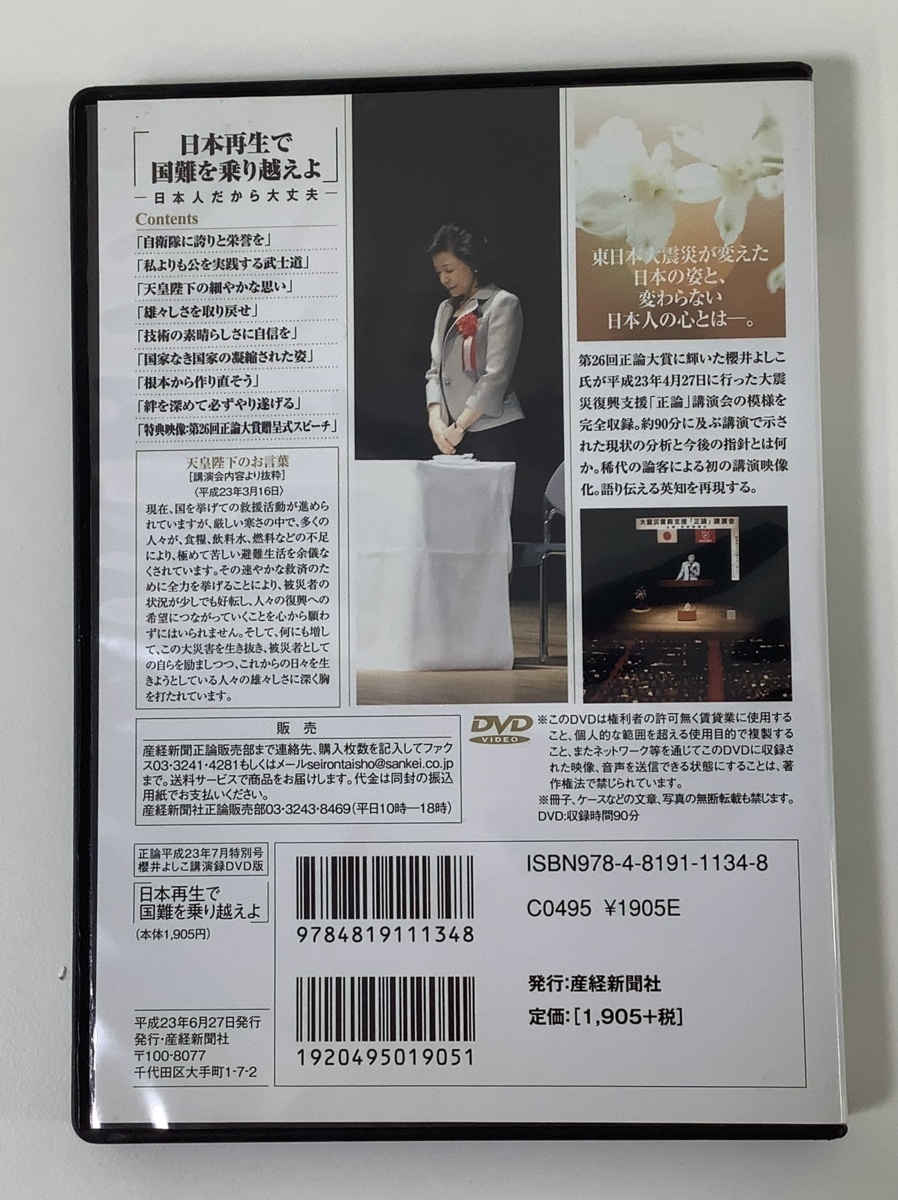 「日本再生で
国難を乗り越えよ」
―日本人だから大丈夫―
Contents
「自衛隊に誇りと栄誉を」
「私よりも公を実践する武士道」
「天皇陛下の細やかな思い」
「雄々しさを取り戻せ」
「技術の素晴らしさに自信を」
「国家なき国家の凝縮された姿」
「根本から作り直そう」
「絆を深めて必ずやり遂げる」
「特典映像:第26回正論大賞贈呈式スピーチ」
天皇陛下のお言葉
[講演会内容より抜粋]
〈平成23年3月16日〉
現在、国を挙げての救援活動が進めら
れていますが、厳しい寒さの中で、多くの
人々が、食糧、飲料水、燃料などの不足
により、極めて苦しい避難生活を余儀な
くされています。その速やかな救済のた
めに全力を挙げることにより、被災者の
状況が少しでも好転し、人々の復興への
希望につながっていくことを心から願わ
ずにはいられません。そして、何にも増し
て、この大災害を生き抜き、被災者として
の自らを励ましつつ、これからの日々を生
きようとしている人々の雄々しさに深く胸
を打たれています。
東日本大震災が変えた
日本の姿と、
変わらない
日本人の心とは―。
第26回正論大賞に輝いた櫻井よしこ
氏が平成23年4月27日に行った大震
災復興支援「正論」講演会の模様を
完全収録。約90分に及ぶ講演で示さ
れた現状の分析と今後の指針とは何
か。稀代の論客による初の講演映像
化。語り伝える英知を再現する。
大震災復興支援「正論」講演会
販売
産経新聞正論販売部まで連絡先、購入枚数を記入してファク
ス03・3241・4281もしくはメールseirontaisho@sankei.co.jp
まで。送料サービスで商品をお届けします。代金は同封の振込
用紙でお支払いください。
産経新聞社正論販売部03・3243・8469(平日10時―18時)
DVD
VIDEO
※このDVDは権利者の許可無く賃貸業に使用する
こと、個人的な範囲を超える使用目的で複製する
こと、またネットワーク等を通じてこのDVDに収録さ
れた映像、音声を送信できる状態にすることは、著
作権法で禁じられています。
※冊子、ケースなどの文章、写真の無断転載も禁じます。
DVD:収録時間90分
正論平成23年7月特別号
櫻井よしこ講演録DVD版
「日本再生で
国難を乗り越えよ」
(本体1,905円)
平成23年6月27日発行
発行・産経新聞社
〒100-8077
千代田区大手町1-7-2
9784819111348
1920495019051
ISBN978-4-8191-1134-8
C0495 ¥1905E
発行:産経新聞社
定価:[1,905+税]